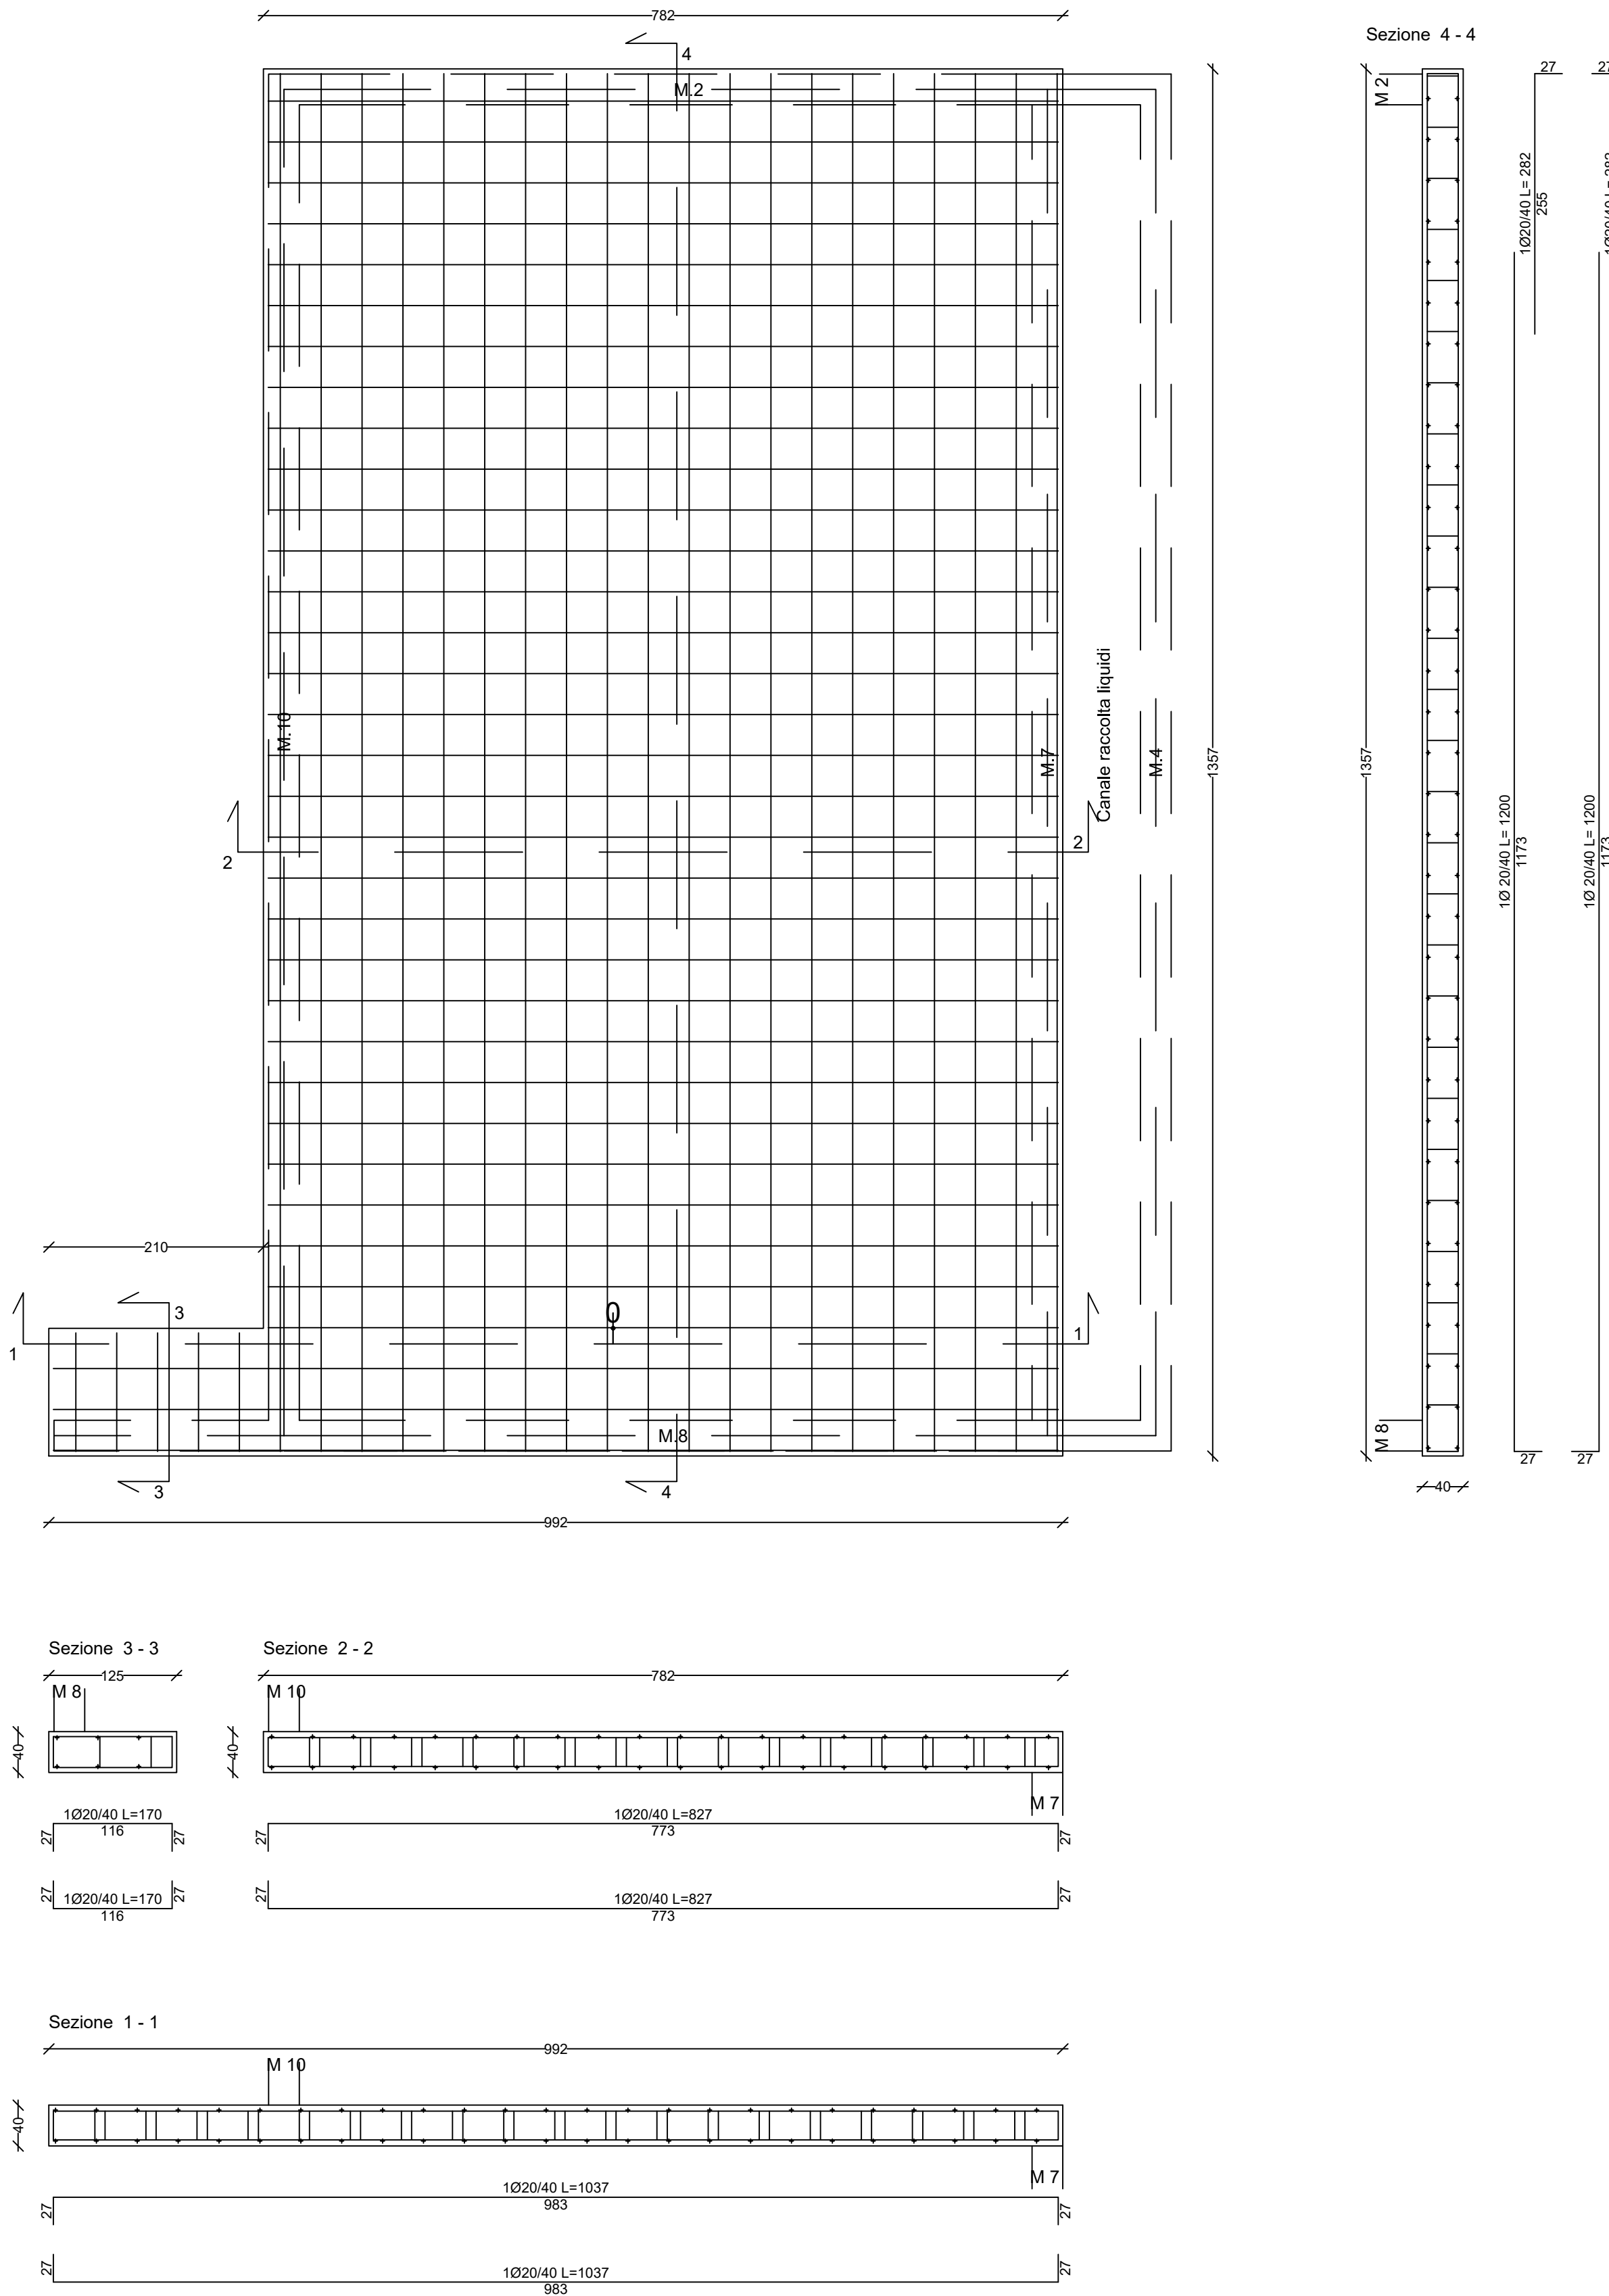 782
4
M.2
M.10
M.7
Canale raccolta liquidi
M.4
1357
2
2
210
3
0
1
1
M.8
3
4
992
Sezione 4 - 4
M 2
27
27
1Ø20/40 L= 282
255
1Ø20/40 L= 282
1357
1Ø 20/40 L= 1200
1173
1Ø 20/40 L= 1200
1173
M 8
27
27
40
Sezione 3 - 3
125
M 8
40
1Ø20/40 L=170
116
27
27
27
27
1Ø20/40 L=170
116
Sezione 2 - 2
782
M 10
40
M 7
1Ø20/40 L=827
773
27
27
27
27
1Ø20/40 L=827
773
Sezione 1 - 1
992
M 10
40
M 7
1Ø20/40 L=1037
983
27
27
27
27
1Ø20/40 L=1037
983